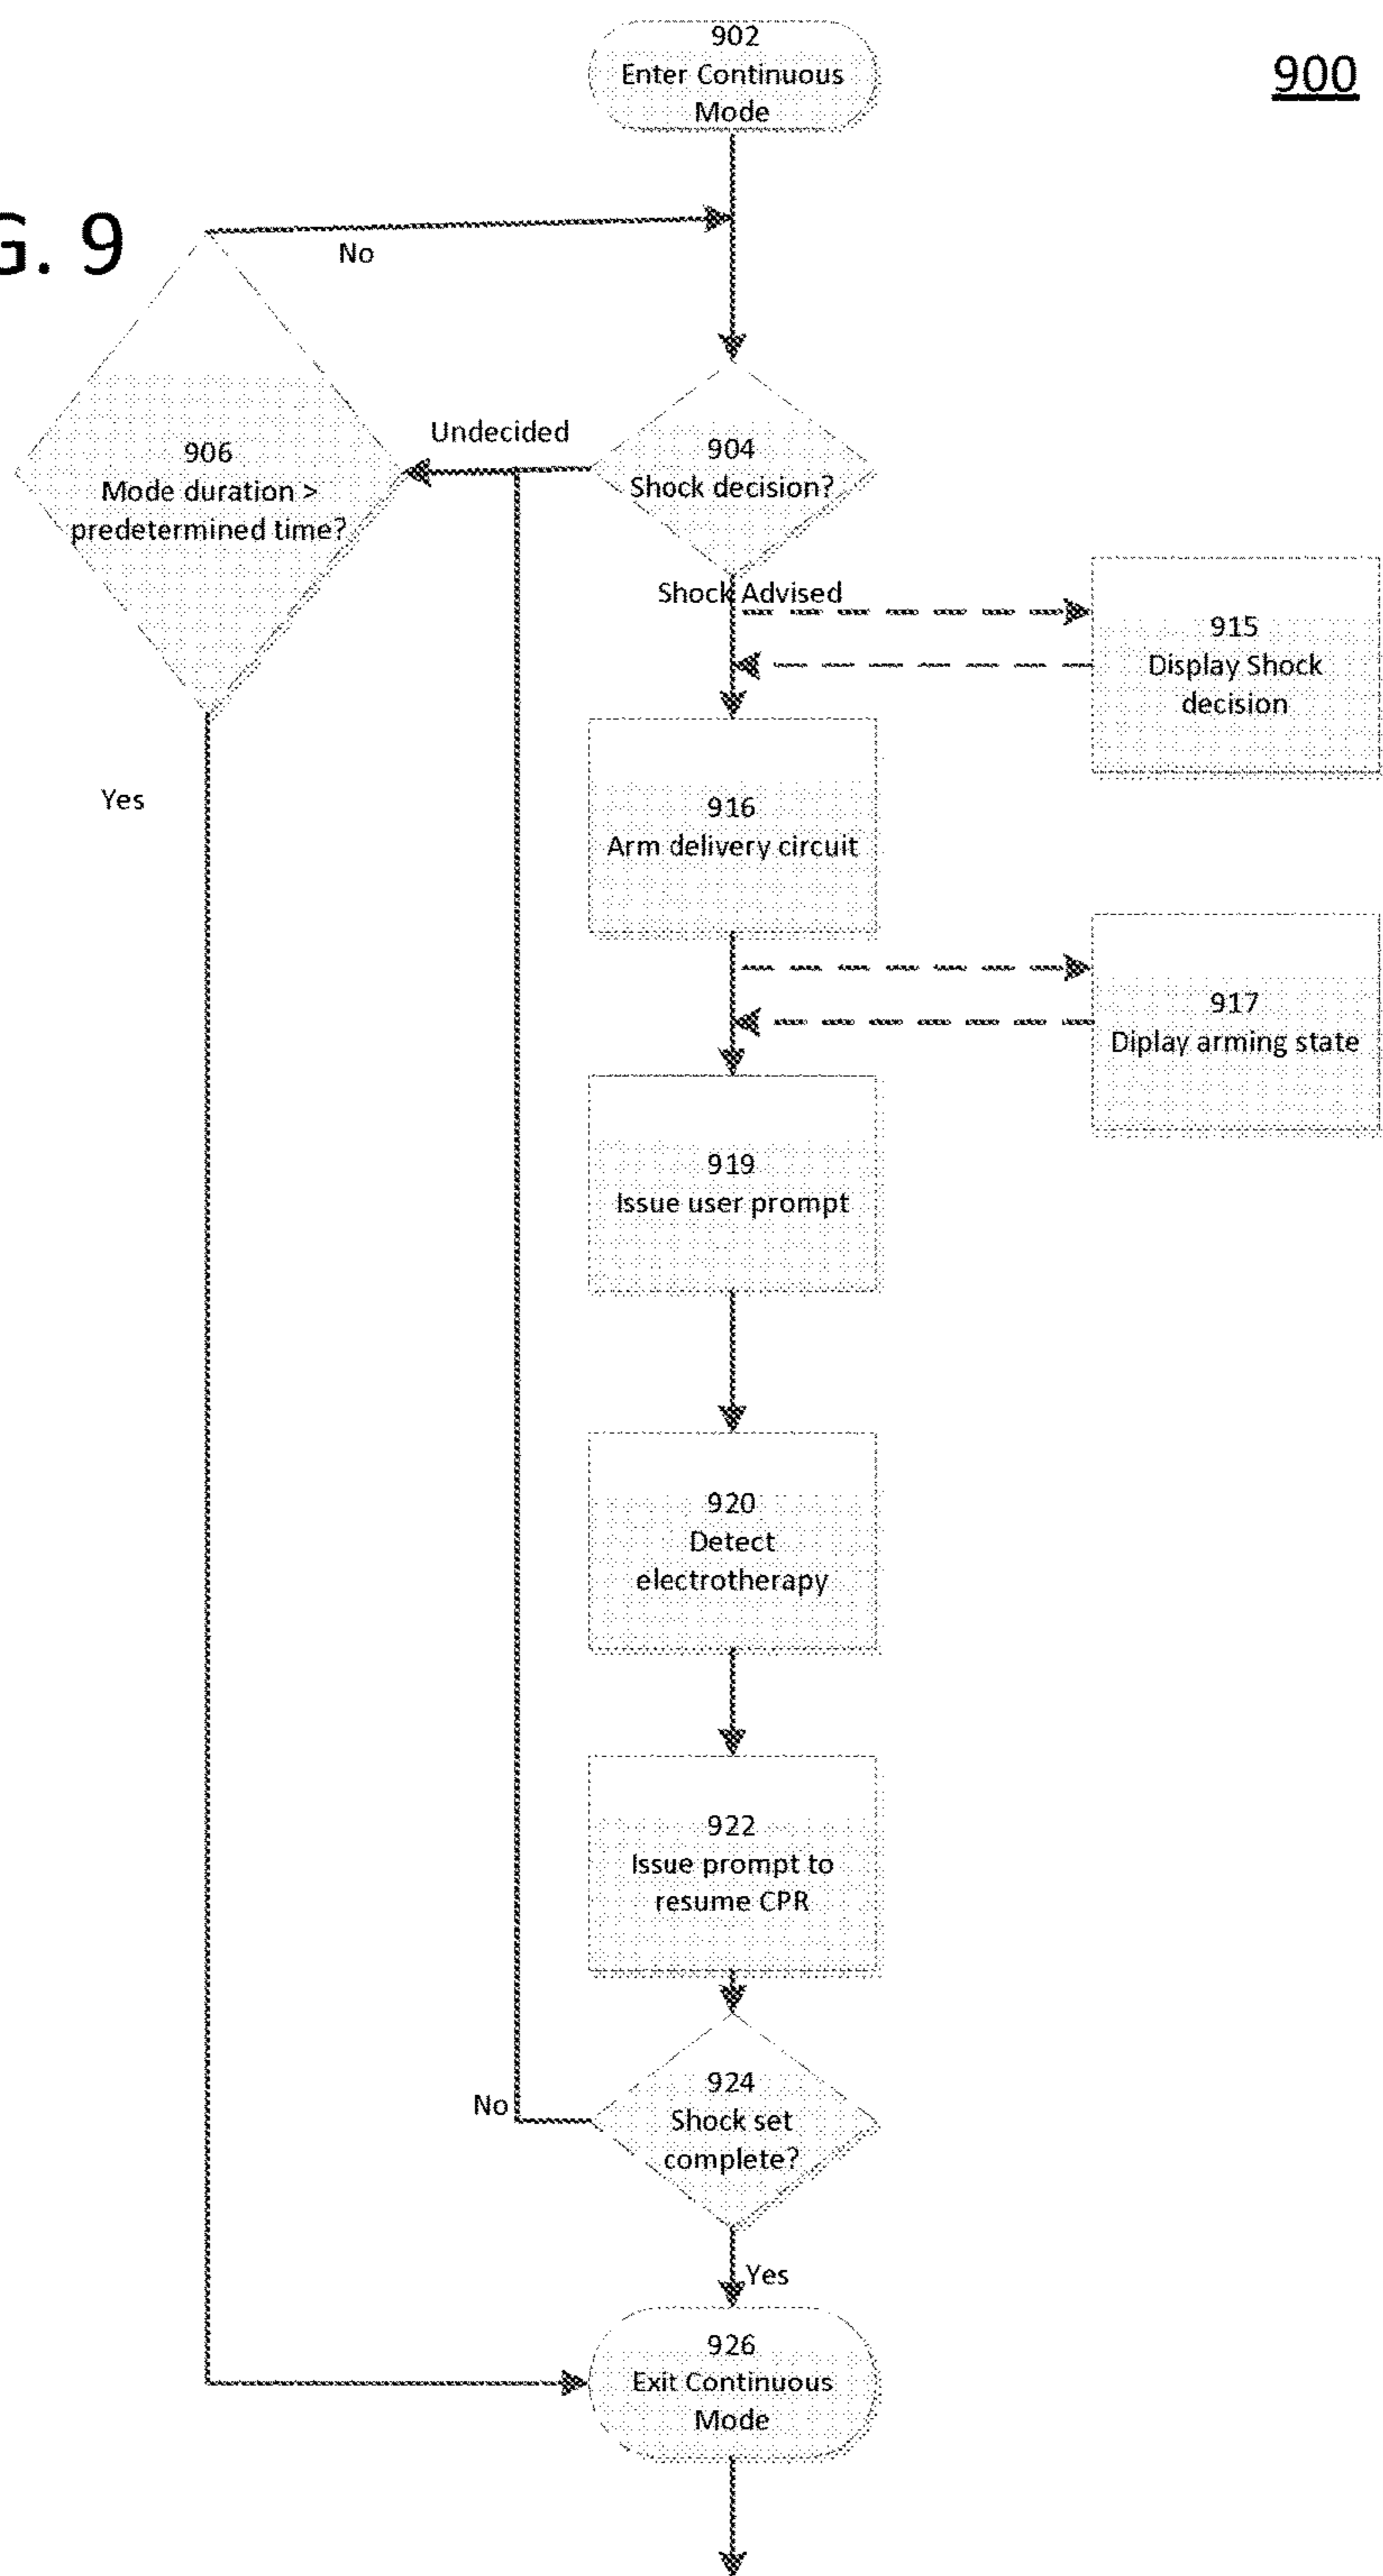 902
Enter Continuous
Mode
900
G. 9
No
Undecided
904
Shock decision?
906
Mode duration >
predetermined time?
Shock Advised
915
Display Shock
decision
Yes
916
Arm delivery circuit
917
Diplay arming state
919
Issue user prompt
920
Detect
electrotherapy
922
Issue prompt to
resume CPR
924
Shock set
complete?
No
Yes
926
Exit Continuous
Mode